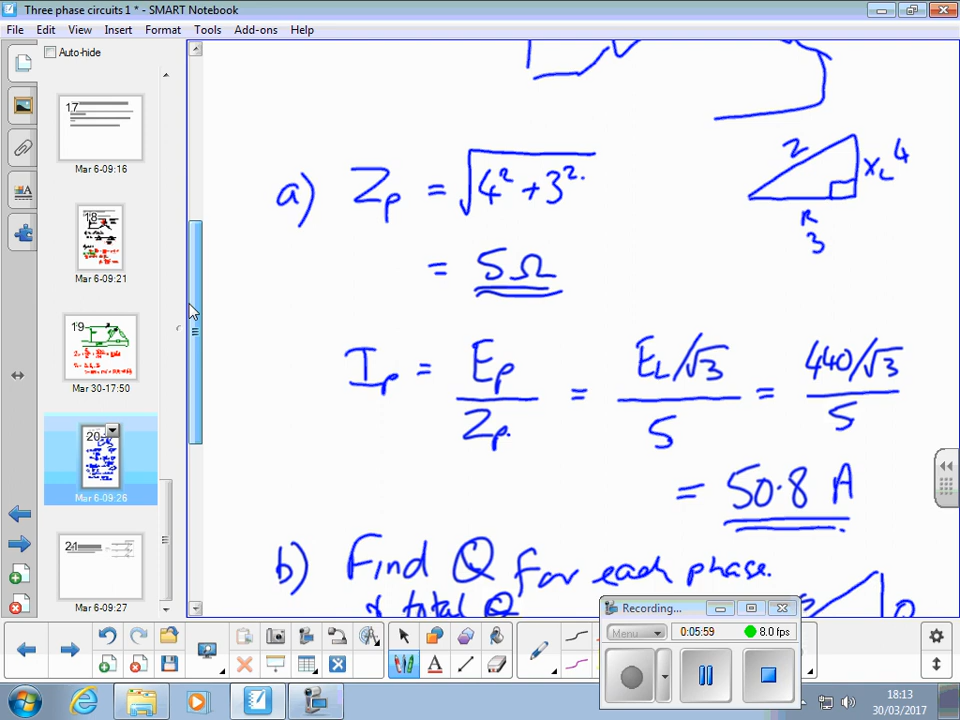 Three phase circuits 1 * - SMART Notebook
File Edit View Insert Format Tools Add-ons Help
Auto-hide
17
Mar 6-09:16
18
Mar 6-09:21
19
Mar 30-17:50
20
Mar 6-09:26
21
Mar 6-09:27
Z XL 4
R
3
a) Zp = √4² + 3²
= 5Ω
Ip = Ep / Zp = EL/√3 / 5 = 440/√3 / 5
= 50.8 A
b) Find Q for each phase.
& total Q
Recording...
Menu
0:05:59
8.0 fps
A
18:13
30/03/2017